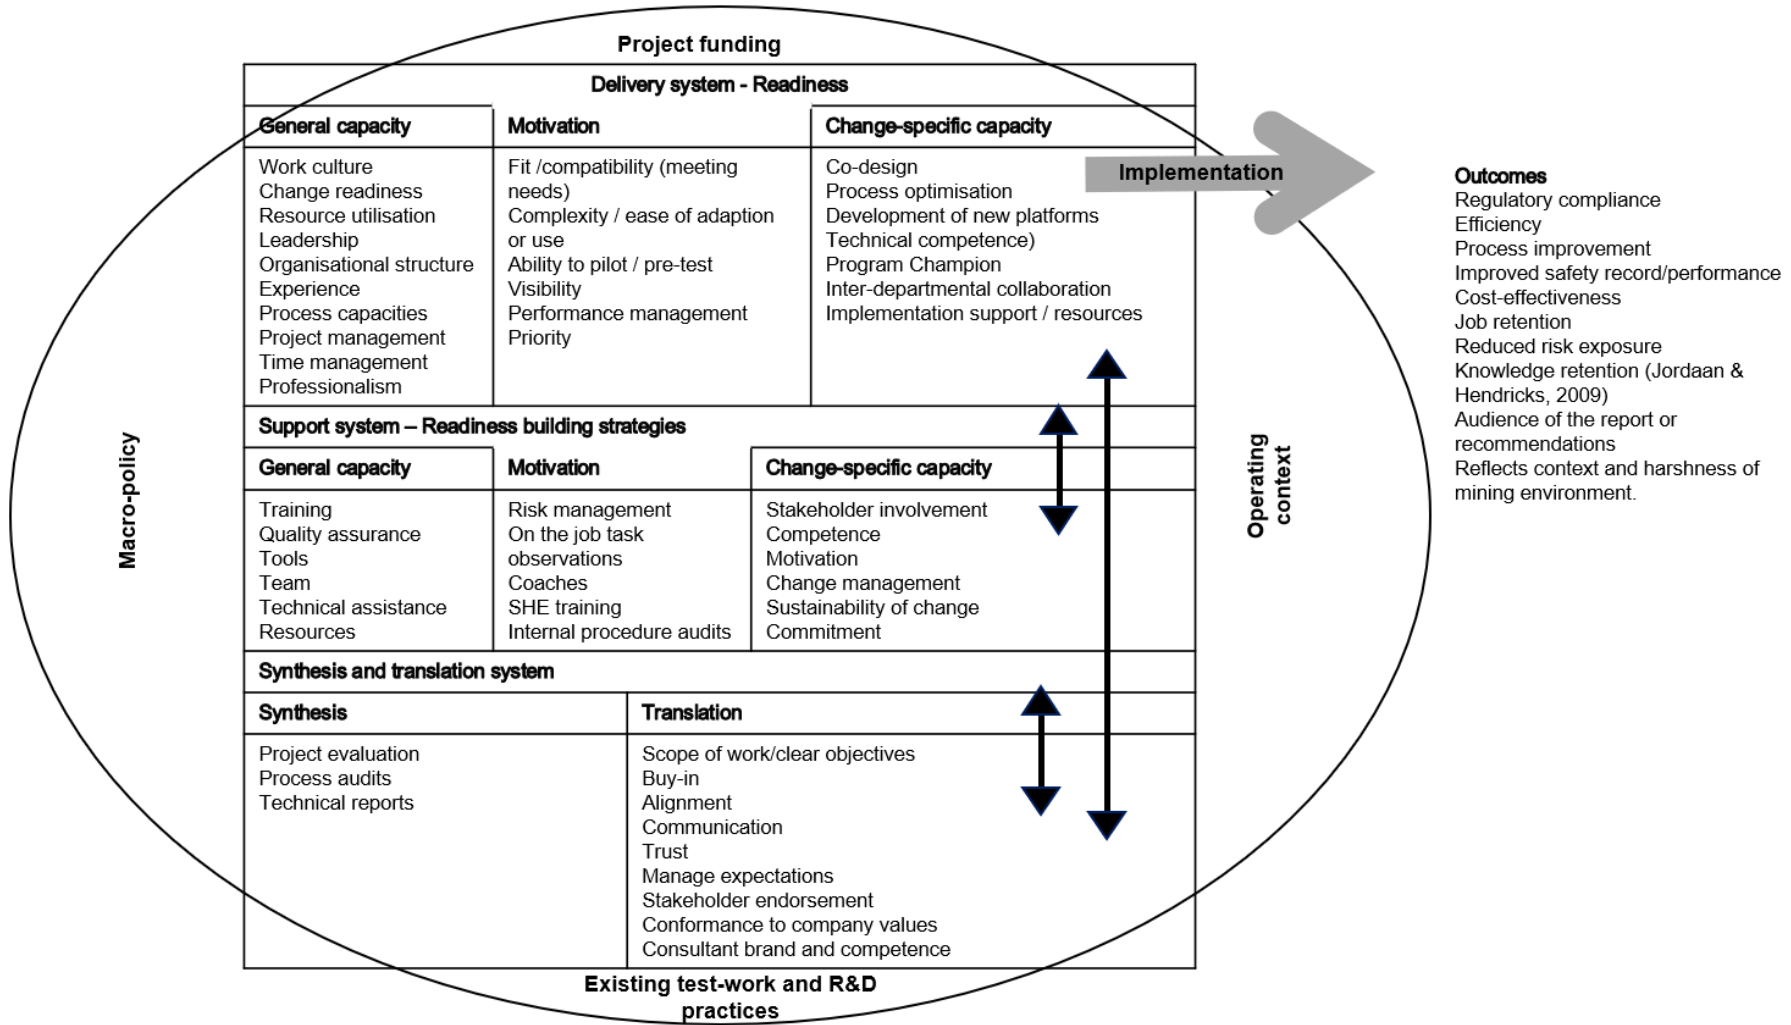 Project funding
Delivery system - Readiness
General capacity
Work culture
Change readiness
Resource utilisation
Leadership
Organisational structure
Experience
Process capacities
Project management
Time management
Professionalism
Motivation
Fit /compatibility (meeting
needs)
Complexity / ease of adaption
or use
Ability to pilot / pre-test
Visibility
Performance management
Priority
Change-specific capacity
Co-design
Process optimisation
Development of new platforms
Technical competence)
Program Champion
Inter-departmental collaboration
Implementation support / resources
Implementation
Support system – Readiness building strategies
General capacity
Training
Quality assurance
Tools
Team
Technical assistance
Resources
Motivation
Risk management
On the job task
observations
Coaches
SHE training
Internal procedure audits
Change-specific capacity
Stakeholder involvement
Competence
Motivation
Change management
Sustainability of change
Commitment
Synthesis and translation system
Synthesis
Project evaluation
Process audits
Technical reports
Translation
Scope of work/clear objectives
Buy-in
Alignment
Communication
Trust
Manage expectations
Stakeholder endorsement
Conformance to company values
Consultant brand and competence
Existing test-work and R&D
practices
Macro-policy
Operating
context
Outcomes
Regulatory compliance
Efficiency
Process improvement
Improved safety record/performance
Cost-effectiveness
Job retention
Reduced risk exposure
Knowledge retention (Jordaan &
Hendricks, 2009)
Audience of the report or
recommendations
Reflects context and harshness of
mining environment.